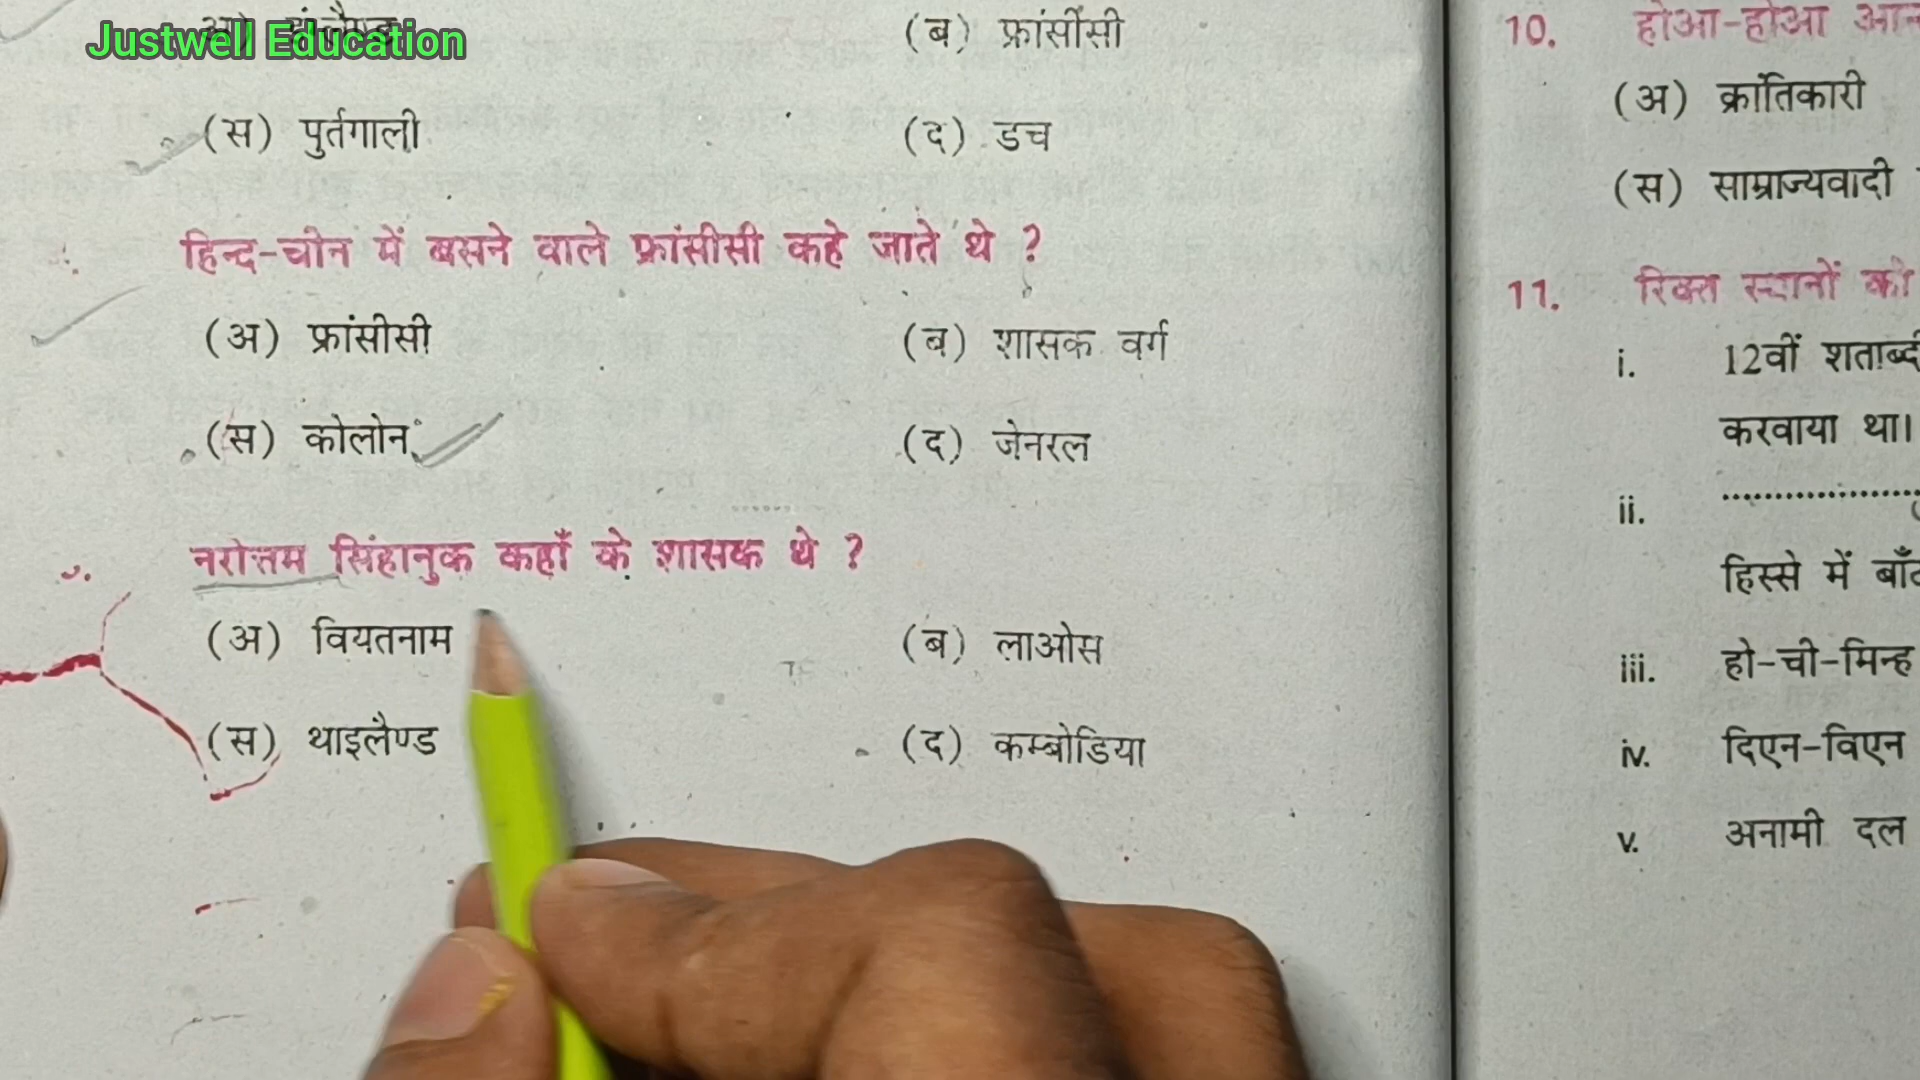 Justwell Education
(ब) फ्रांसीसी
(स) पुर्तगाली (द) डच
हिन्द-चीन में बसने वाले फ्रांसीसी कहे जाते थे ?
(अ) फ्रांसीसी (ब) शासक वर्ग
(स) कोलोन (द) जेनरल
नरोत्तम सिंहानुक कहाँ के शासक थे ?
(अ) वियतनाम (ब) लाओस
(स) थाइलैण्ड (द) कम्बोडिया
10. होआ-होआ
(अ) क्रांतिकारी
(स) साम्राज्यवादी
11. रिक्त स्थानों को
i. 12वीं
करवाया था।
ii. ....................
हिस्से में
iii. हो-ची-मिन्ह
iv. दिएन-विएन
v. अनामी दल